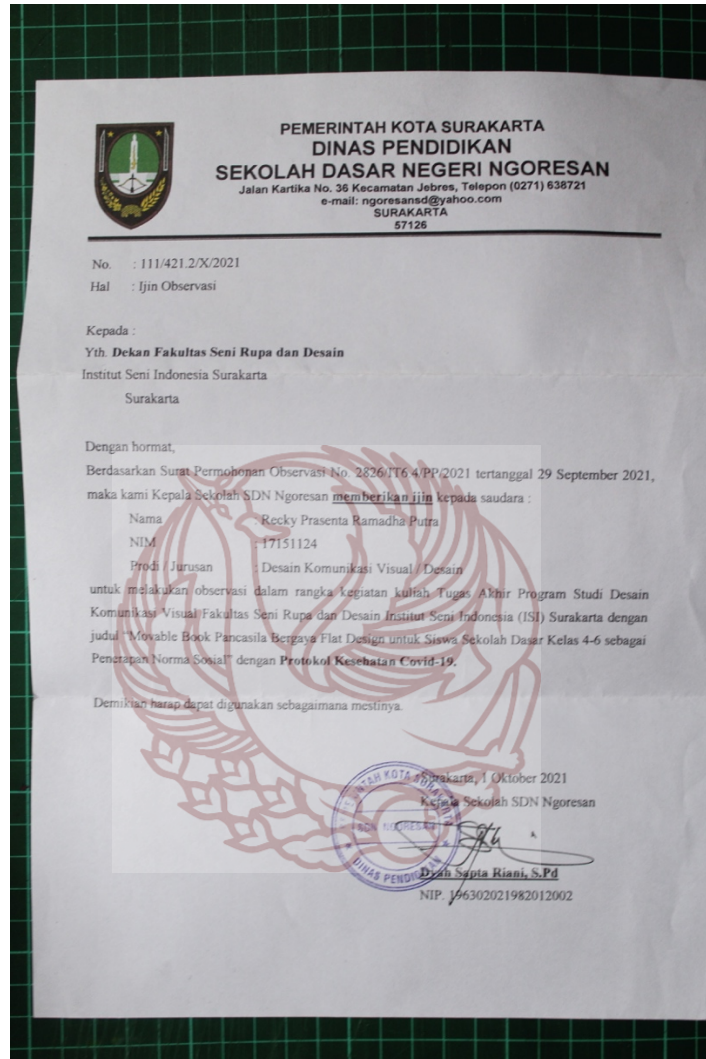 PEMERINTAH KOTA SURAKARTA
DINAS PENDIDIKAN
SEKOLAH DASAR NEGERI NGORESAN
Jalan Kartika No. 36 Kecamatan Jebres, Telepon (0271) 638721
e-mail: ngoresansd@yahoo.com
SURAKARTA
57126
No. : 111/421.2/X/2021
Hal : Ijin Observasi
Kepada :
Yth. Dekan Fakultas Seni Rupa dan Desain
Institut Seni Indonesia Surakarta
Surakarta
Dengan hormat,
Berdasarkan Surat Permohonan Observasi No. 2826/IT6.4/PP/2021 tertanggal 29 September 2021,
maka kami Kepala Sekolah SDN Ngoresan memberikan ijin kepada saudara :
Nama : Recky Prasenta Ramadha Putra
NIM : 17151124
Prodi / Jurusan : Desain Komunikasi Visual / Desain
untuk melakukan observasi dalam rangka kegiatan kuliah Tugas Akhir Program Studi Desain
Komunikasi Visual Fakultas Seni Rupa dan Desain Institut Seni Indonesia (ISI) Surakarta dengan
judul "Movable Book Pancasila Bergaya Flat Design untuk Siswa Sekolah Dasar Kelas 4-6 sebagai
Penerapan Norma Sosial" dengan Protokol Kesehatan Covid-19.
Demikian harap dapat digunakan sebagaimana mestinya.
Surakarta, 1 Oktober 2021
Kepala Sekolah SDN Ngoresan
SDN NGORESAN
DINAS PENDIDIKAN
Dyah Sapta Riani, S.Pd
NIP. 196302021982012002